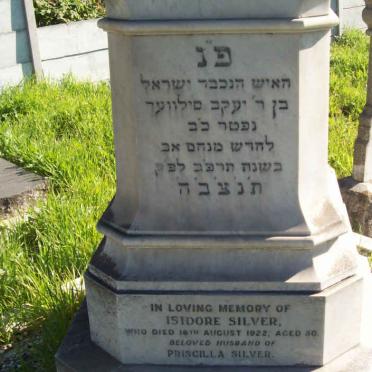 פ״נ
האיש הנכבד ישראל
בן ר׳ יעקב סילווער
נפטר כ״ב
לחדש מנחם אב
בשנת תרפ״ב לפ״ק
ת׳נ׳צ׳ב׳ה׳
IN LOVING MEMORY OF
ISIDORE SILVER,
WHO DIED 16TH AUGUST 1922, AGED 50.
BELOVED HUSBAND OF
PRISCILLA SILVER.